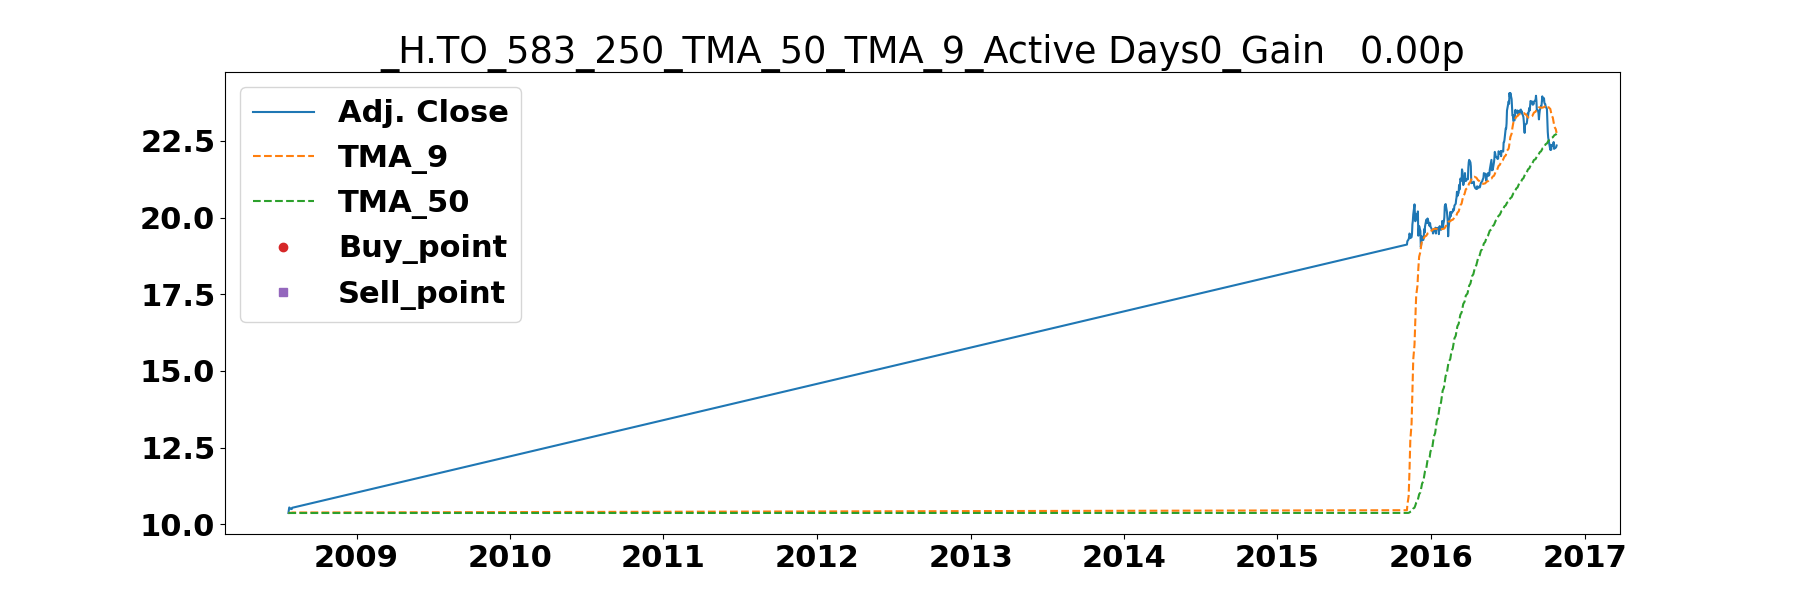 _H.TO_583_250_TMA_50_TMA_9_Active Days0_Gain   0.00p
Adj. Close
TMA_9
TMA_50
Buy_point
Sell_point
22.5
20.0
17.5
15.0
12.5
10.0
2009 2010 2011 2012 2013 2014 2015 2016 2017